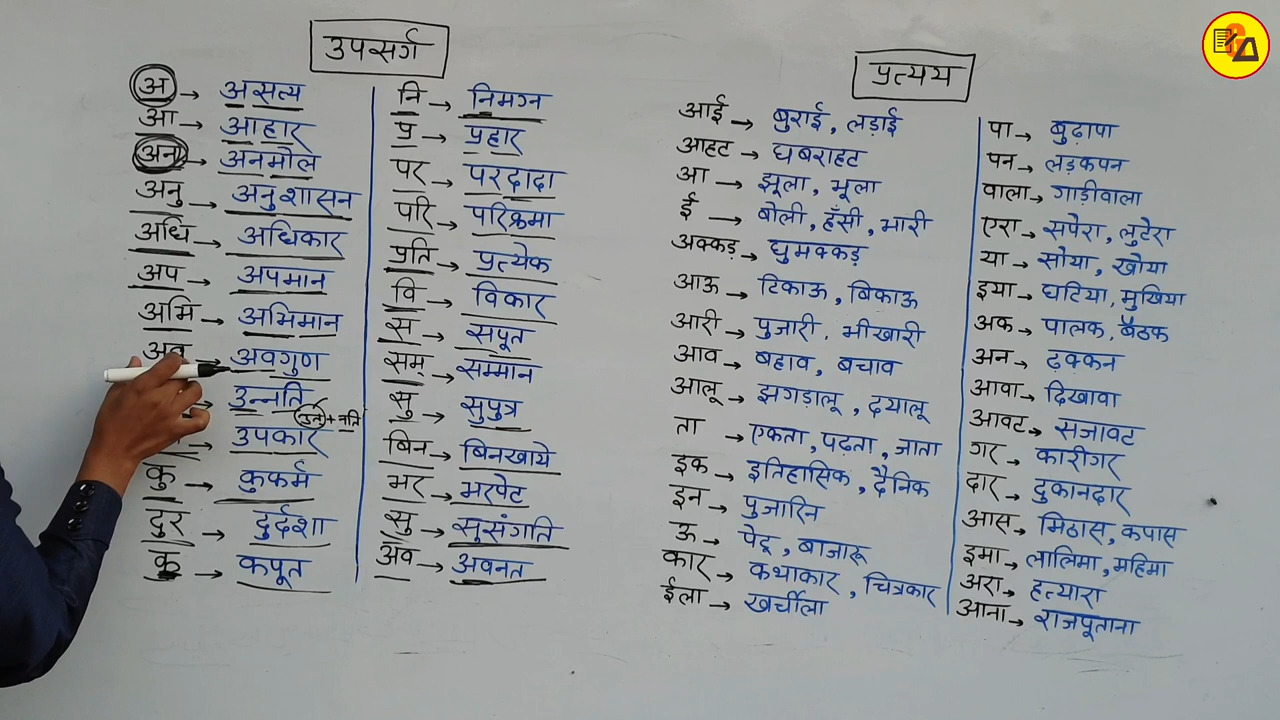 उपसर्ग
अ → असत्य
आ → आहार
अन → अनमोल
अनु → अनुशासन
अधि → अधिकार
अप → अपमान
अभि → अभिमान
अव → अवगुण
→ उन्नति
उत् + नति
→ उपकार
कु → कुकर्म
दुर → दुर्दशा
क → कपूत
नि → निमग्न
प्र → प्रहार
पर → परदादा
परि → परिक्रमा
प्रति → प्रत्येक
वि → विकार
स → सपूत
सम् → सम्मान
सु → सुपुत्र
बिन → बिनखाये
भर → भरपेट
सु → सुसंगति
अव → अवनत
प्रत्यय
आई → बुराई, लड़ाई
आहट → घबराहट
आ → झूला, भूला
ई → बोली, हँसी, भारी
अक्कड़ → घुमक्कड़
आऊ → टिकाऊ, बिकाऊ
आरी → पुजारी, भीखारी
आव → बहाव, बचाव
आलू → झगड़ालू, दयालू
ता → एकता, पढ़ता, जाता
इक → इतिहासिक, दैनिक
इन → पुजारिन
ऊ → पेटू, बाजारू
कार → कथाकार, चित्रकार
ईला → खर्चीला
पा → बुढ़ापा
पन → लड़कपन
वाला → गाड़ीवाला
एरा → सपेरा, लुटेरा
या → सोया, खोया
इया → घटिया, मुखिया
अक → पालक, बैठक
अन → ढ़क्कन
आवा → दिखावा
आवट → सजावट
गर → कारीगर
दार → दुकानदार
आस → मिठास, कपास
इमा → लालिमा, महिमा
अरा → हत्यारा
आना → राजपूताना